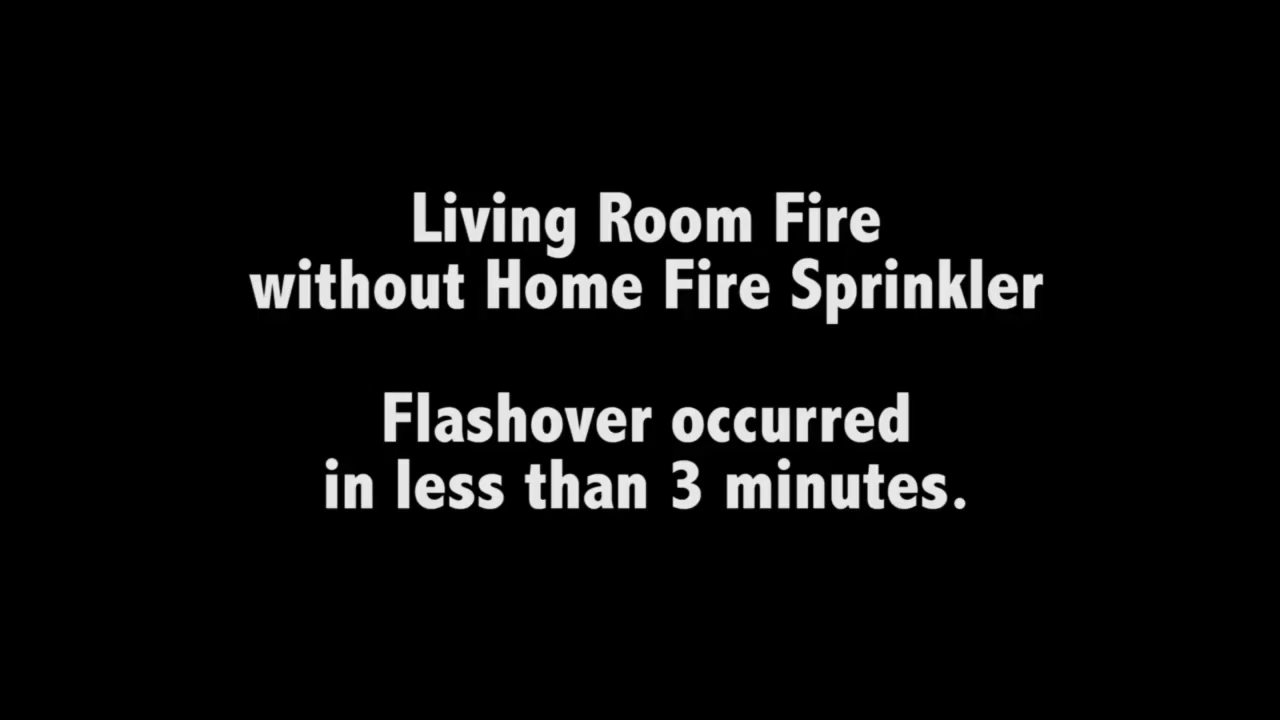 Living Room Fire
without Home Fire Sprinkler
Flashover occurred
in less than 3 minutes.